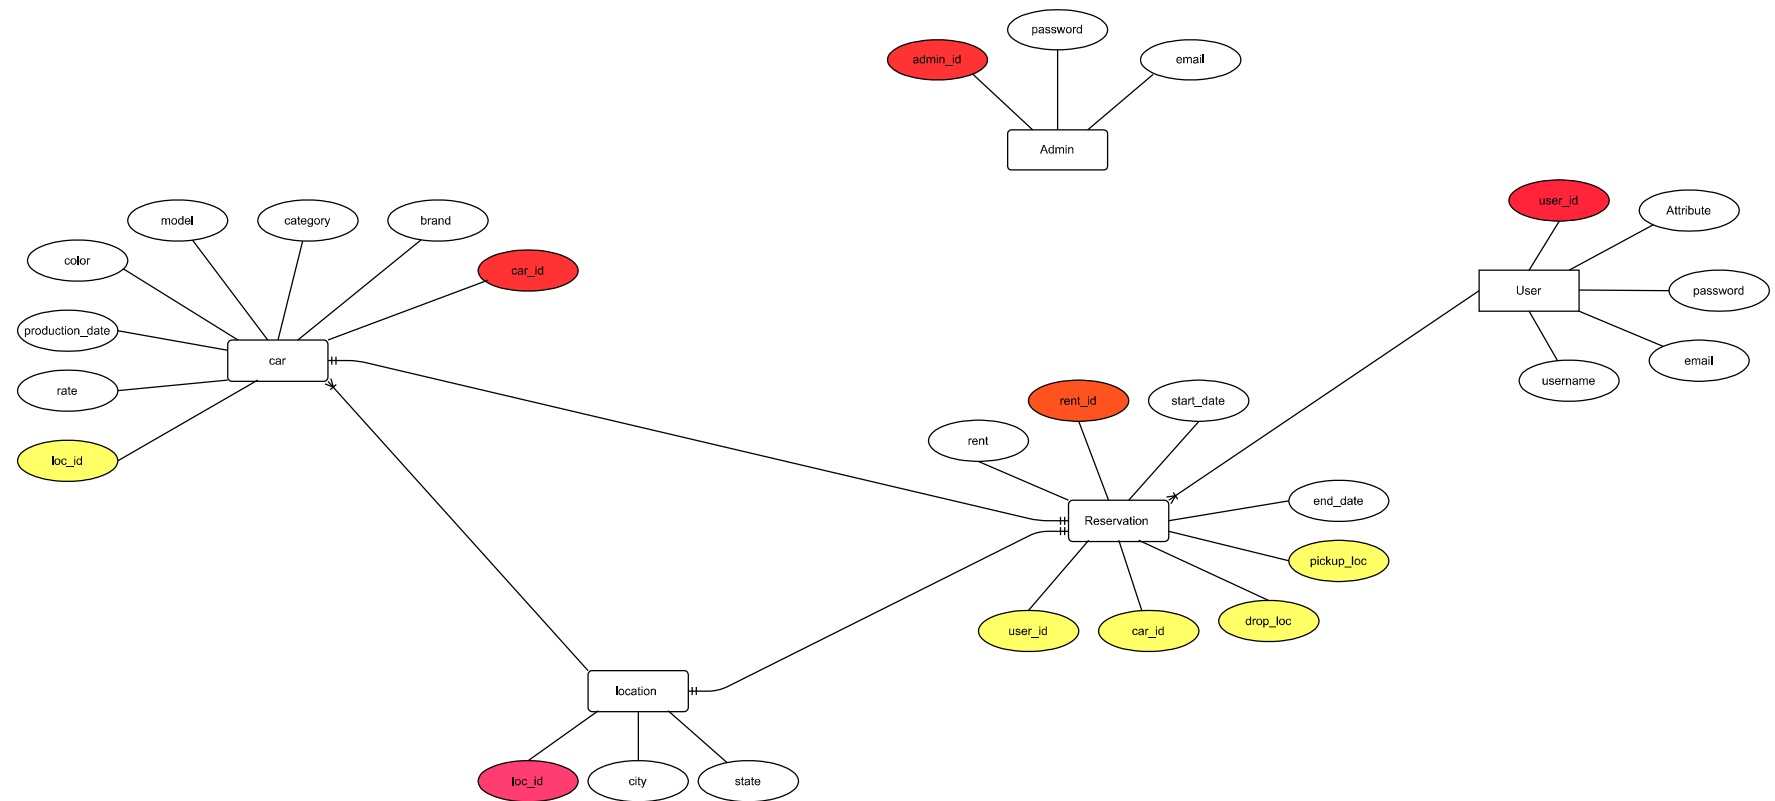 password
admin_id
email
Admin
user_id
Attribute
User
password
email
username
model
category
brand
color
car_id
production_date
car
rate
loc_id
rent_id
start_date
rent
end_date
Reservation
pickup_loc
user_id
car_id
drop_loc
location
loc_id
city
state